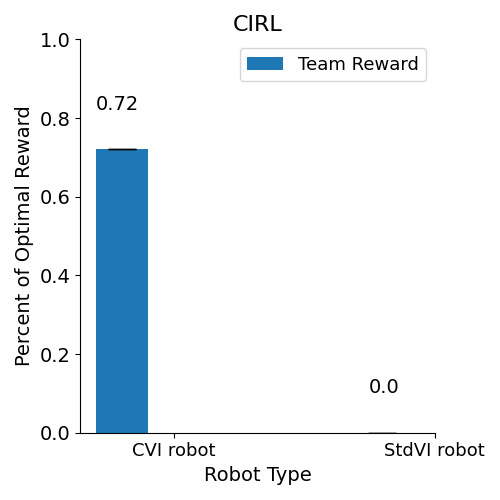 CIRL
Team Reward
Percent of Optimal Reward
1.0
0.8
0.6
0.4
0.2
0.0
0.72
0.0
CVI robot
StdVI robot
Robot Type